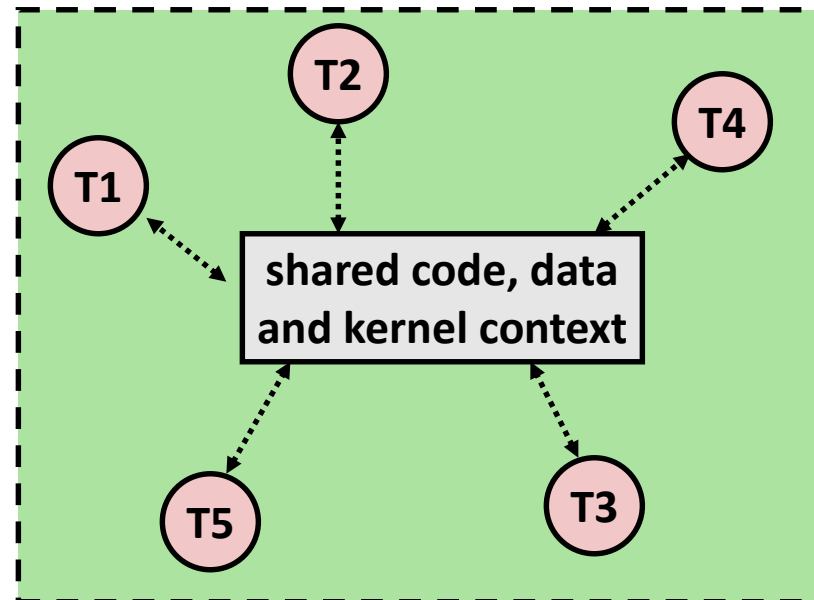 T2
T4
T1
shared code, data
and kernel context
T5
T3